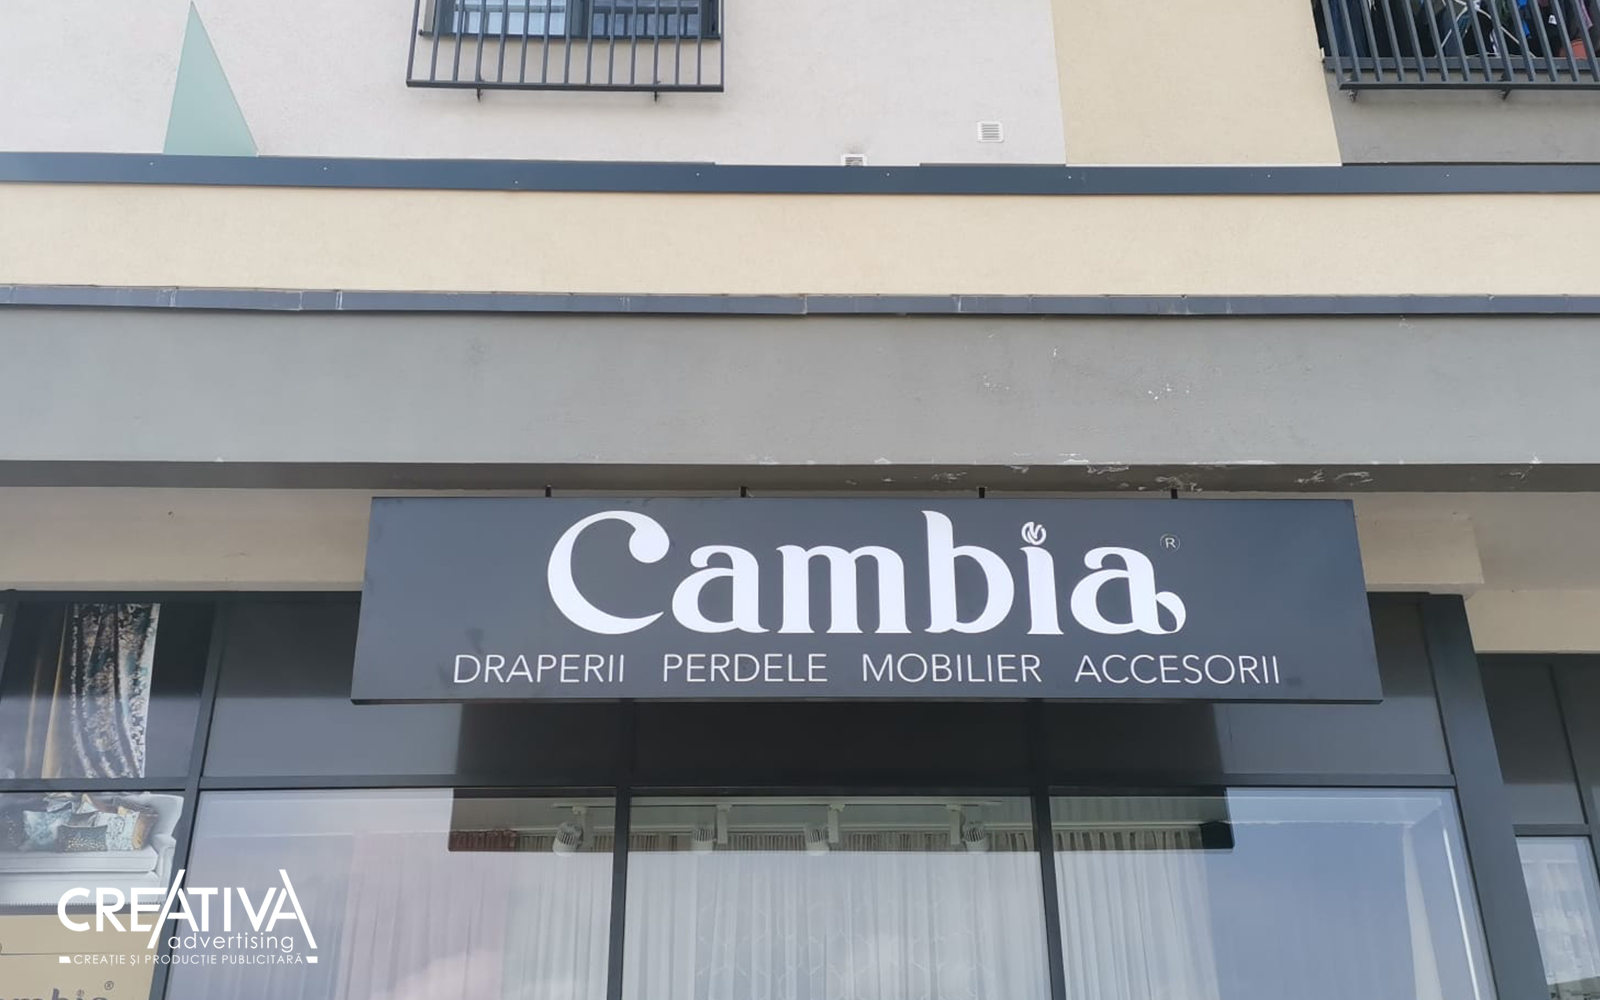 Cambia ®
DRAPERII PERDELE MOBILIER ACCESORII
CREATIVA
advertising
CREAȚIE ȘI PRODUCȚIE PUBLICITARĂ